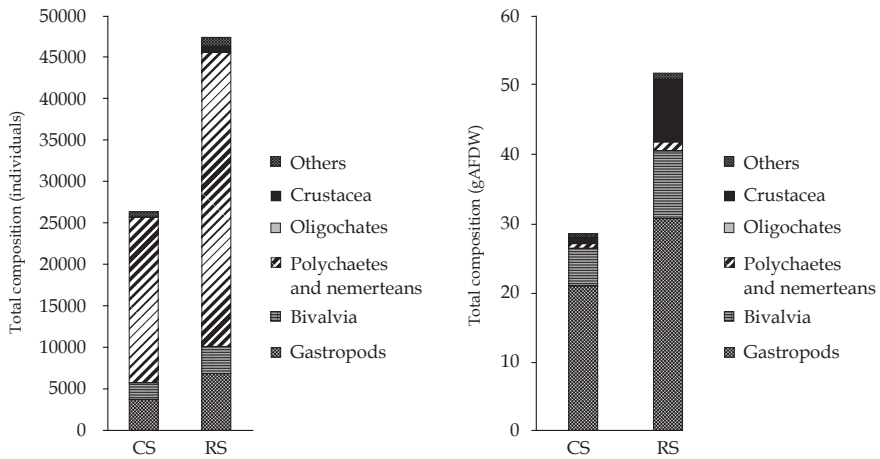 Total composition (individuals)
50000
45000
40000
35000
30000
25000
20000
15000
10000
5000
0
CS
RS
Others
Crustacea
Oligochates
Polychaetes
and nemerteans
Bivalvia
Gastropods
Total composition (gAFDW)
60
50
40
30
20
10
0
CS
RS
Others
Crustacea
Oligochates
Polychaetes
and nemerteans
Bivalvia
Gastropods